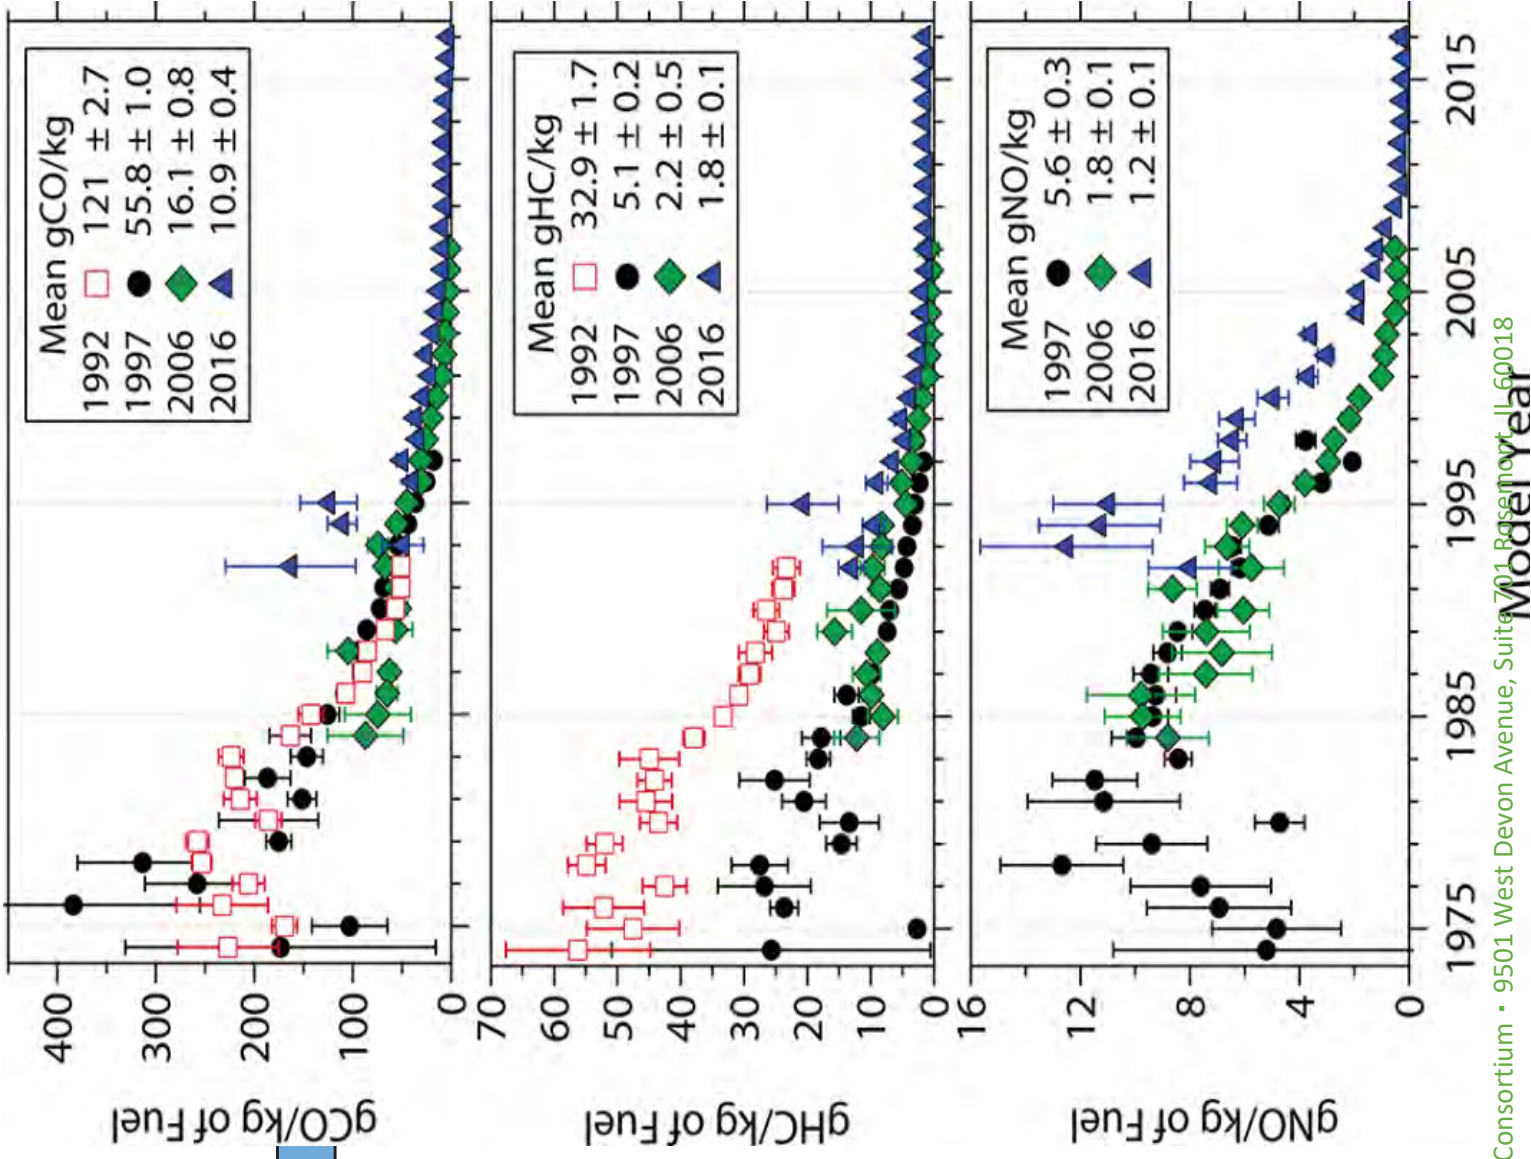 gCO/kg of Fuel
400
300
200
100
0
Mean gCO/kg
1992 121 ± 2.7
1997 55.8 ± 1.0
2006 16.1 ± 0.8
2016 10.9 ± 0.4
gHC/kg of Fuel
70
60
50
40
30
20
10
0
Mean gHC/kg
1992 32.9 ± 1.7
1997 5.1 ± 0.2
2006 2.2 ± 0.5
2016 1.8 ± 0.1
gNO/kg of Fuel
16
12
8
4
0
Mean gNO/kg
1997 5.6 ± 0.3
2006 1.8 ± 0.1
2016 1.2 ± 0.1
1975 1985 1995 2005 2015
Model Year
Consortium • 9501 West Devon Avenue, Suite 701 Rosemont, IL 60018